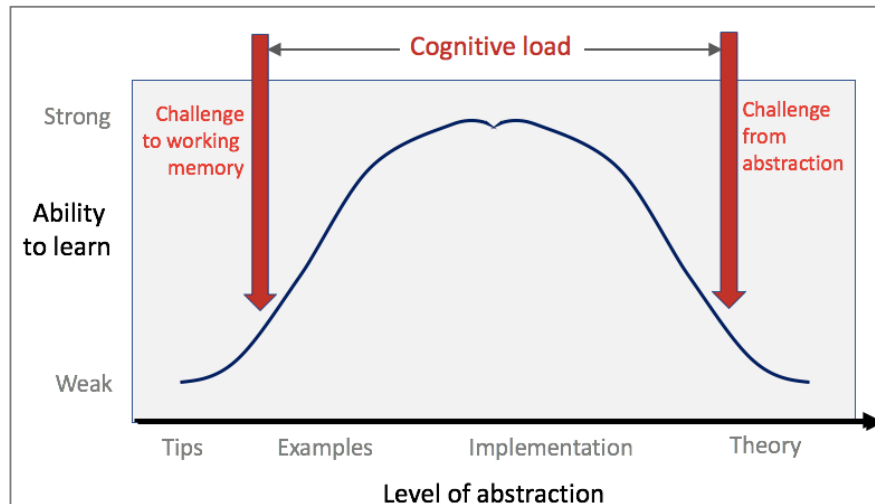 Cognitive load
Strong
Challenge
to working
memory
Challenge
from
abstraction
Ability
to learn
Weak
Tips
Examples
Implementation
Theory
Level of abstraction